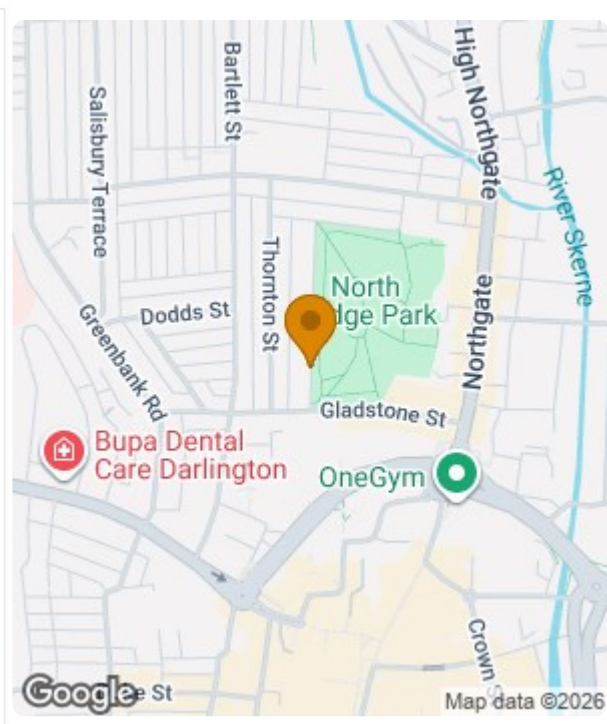 High Northgate
Bartlett St
Salisbury Terrace
River Skerne
Thornton St
North
dge Park
Dodds St
Northgate
Greenbank Rd
Gladstone St
Bupa Dental
Care Darlington
OneGym
Crown S
Google
e St
Map data ©2026